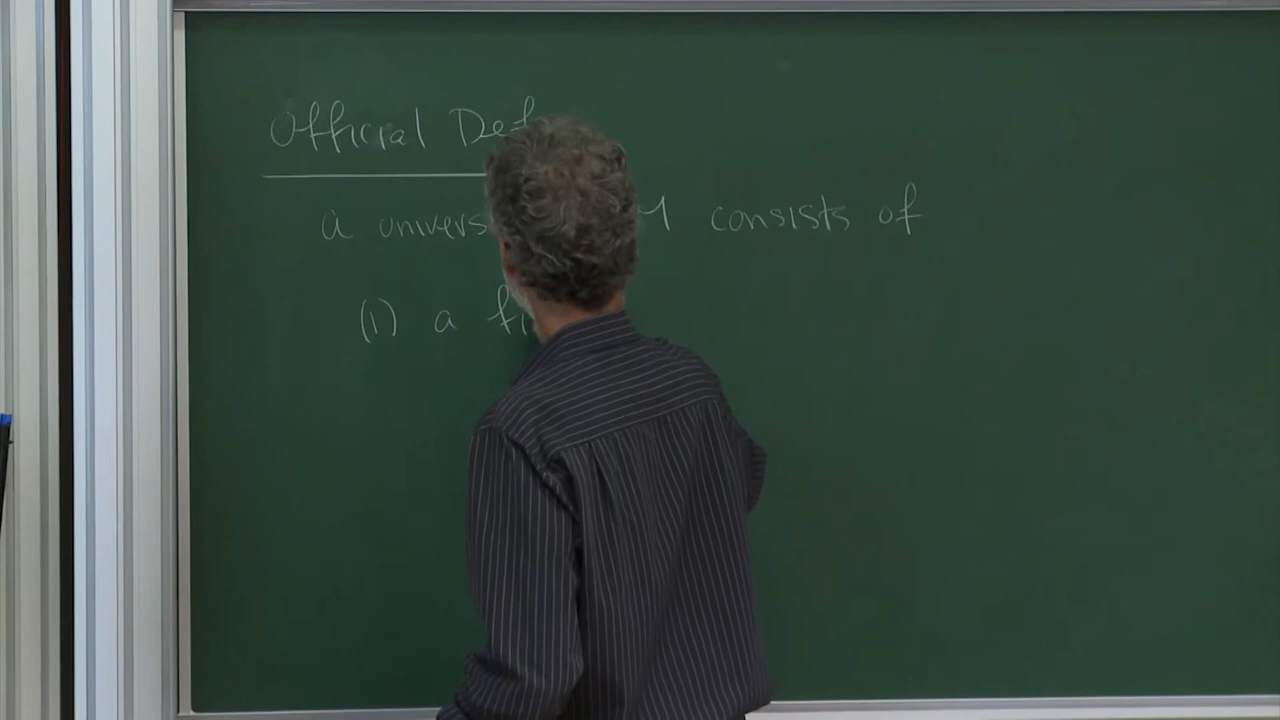 Official Def
a univers M consists of
(1) a fi